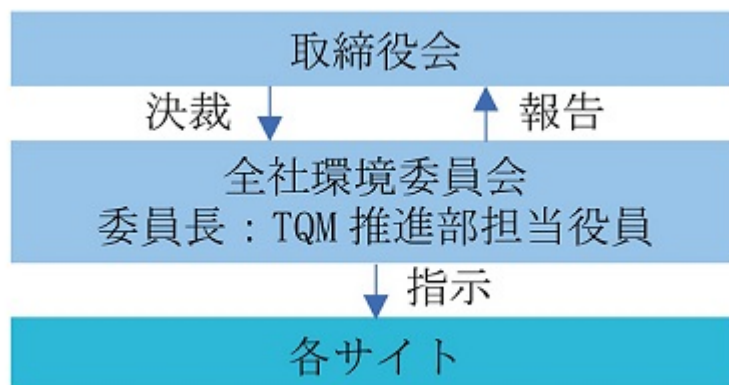 取締役会
決裁
報告
全社環境委員会
委員長：TQM 推進部担当役員
指示
各サイト